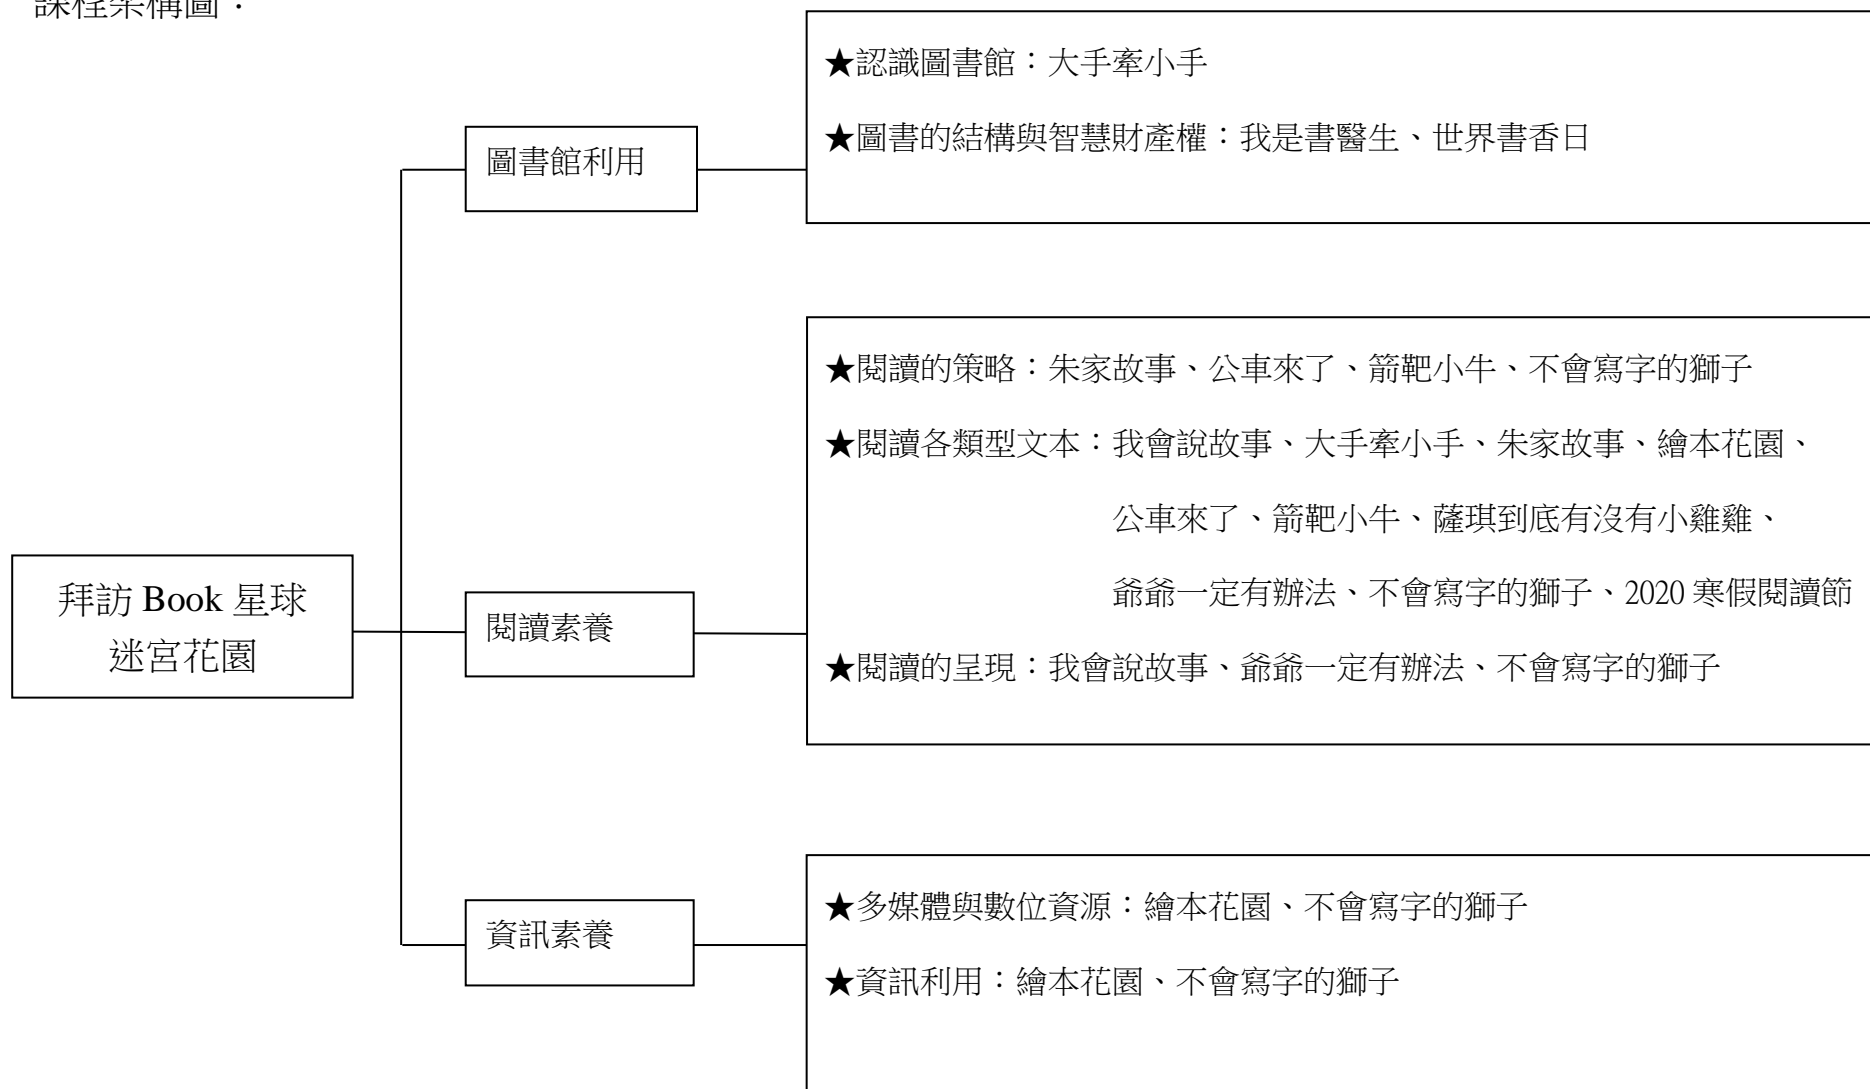 課程架構圖：
★認識圖書館：大手牽小手
★圖書的結構與智慧財產權：我是書醫生、世界書香日
圖書館利用
★閱讀的策略：朱家故事、公車來了、箭靶小牛、不會寫字的獅子
★閱讀各類型文本：我會說故事、大手牽小手、朱家故事、繪本花園、
公車來了、箭靶小牛、薩琪到底有沒有小雞雞、
爺爺一定有辦法、不會寫字的獅子、2020 寒假閱讀節
★閱讀的呈現：我會說故事、爺爺一定有辦法、不會寫字的獅子
拜訪 Book 星球
迷宮花園
閱讀素養
★多媒體與數位資源：繪本花園、不會寫字的獅子
★資訊利用：繪本花園、不會寫字的獅子
資訊素養